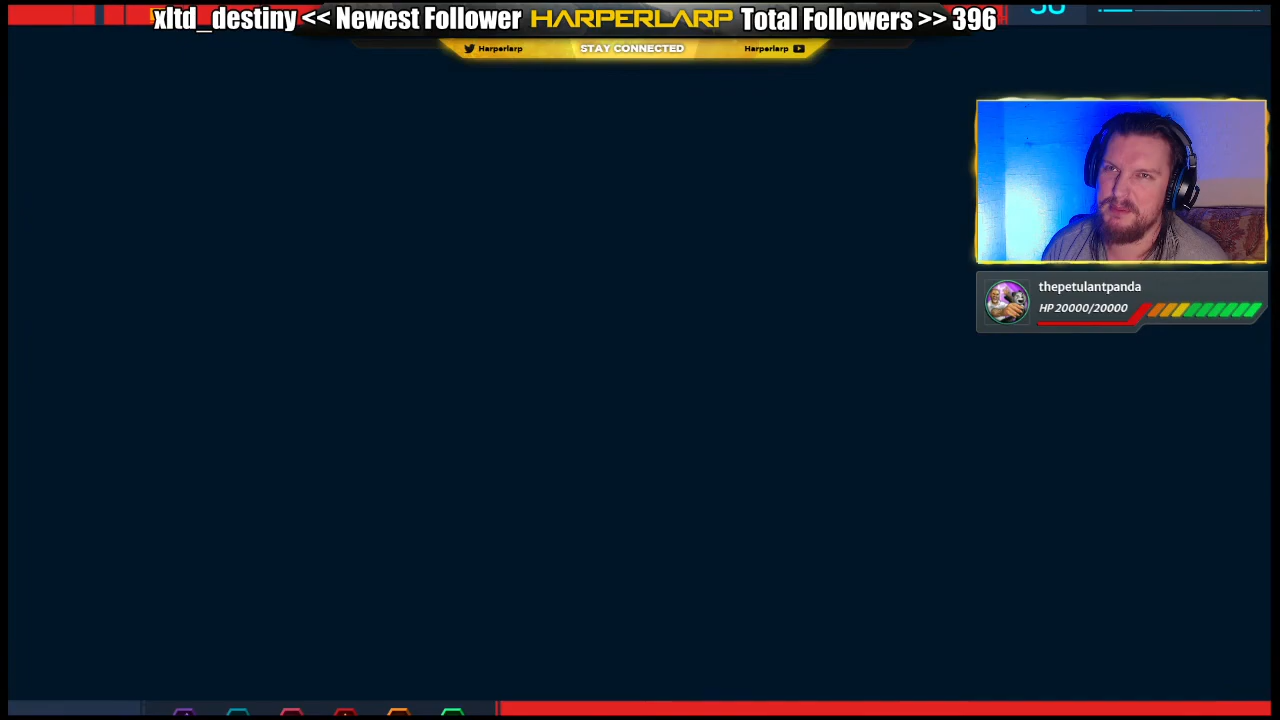 xltd_destiny << Newest Follower HARPERLARP Total Followers >> 396
Harperlarp STAY CONNECTED Harperlarp
thepetulantpanda
HP 20000/20000